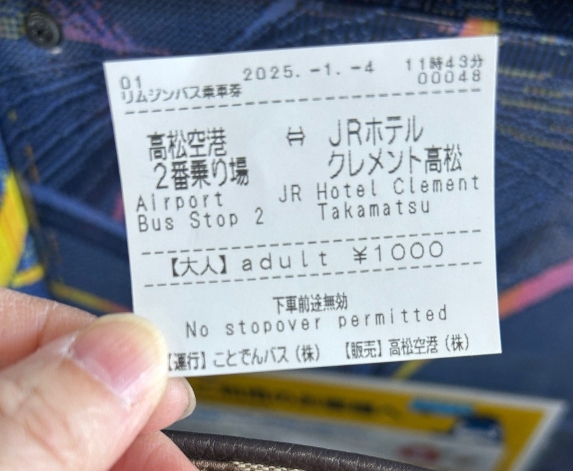 01 2025.-1.-4 11時43分
リムジンバス乗車券 00048
高松空港 ⇔ JRホテル
2番乗り場 クレメント高松
Airport JR Hotel Clement
Bus Stop 2 Takamatsu
【大人】adult ¥1000
下車前途無効
No stopover permitted
【運行】ことでんバス（株） 【販売】高松空港（株）